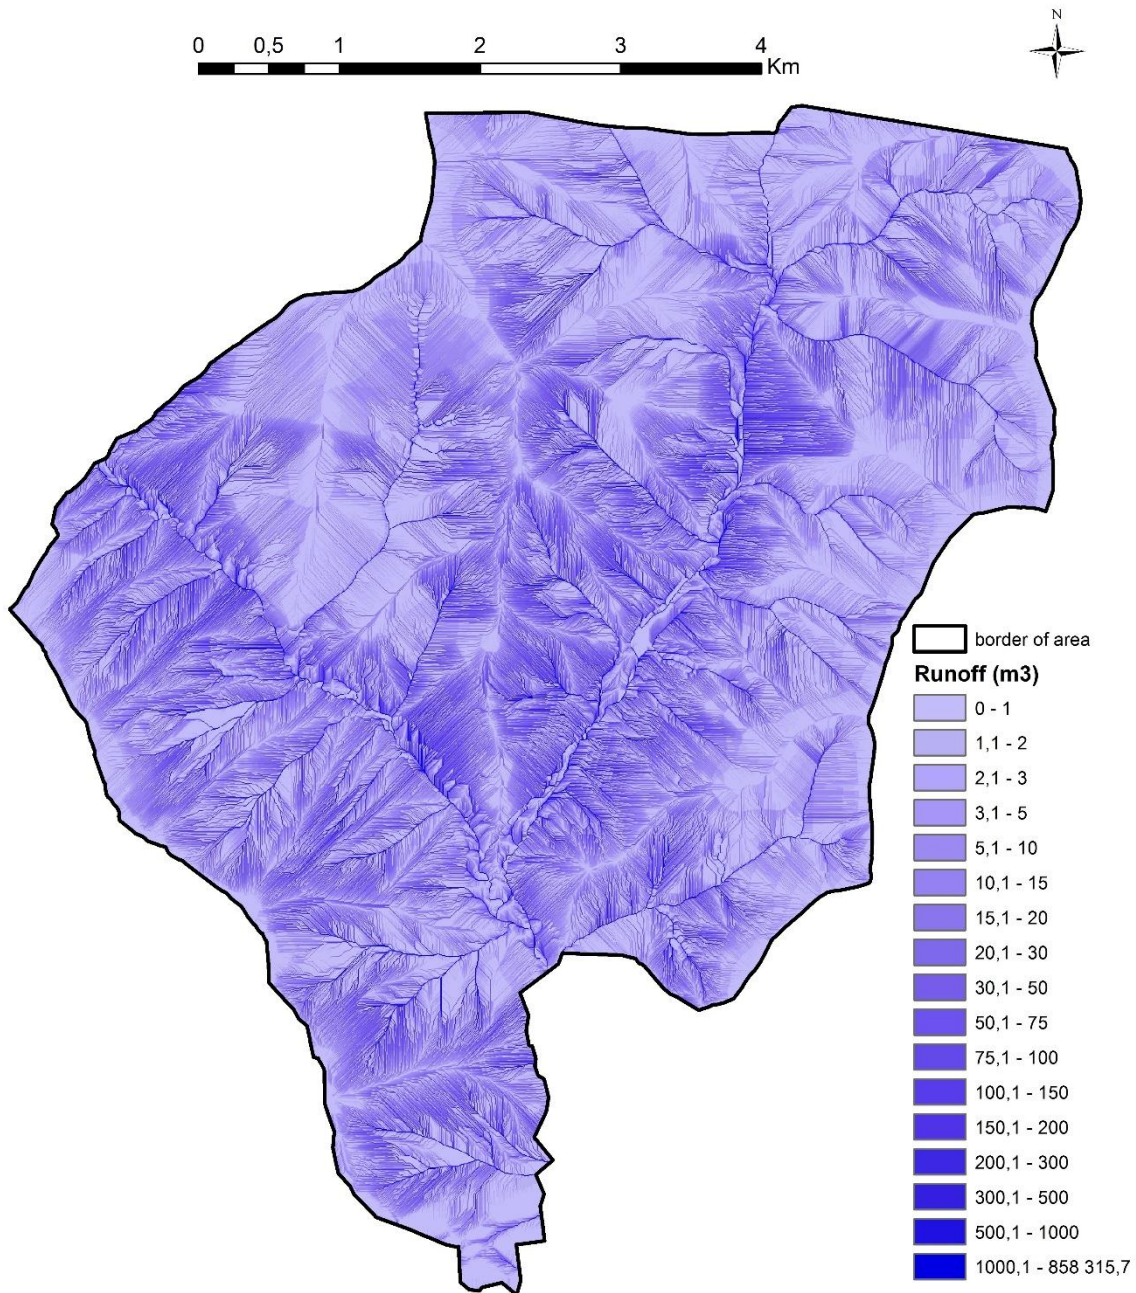 N
0 0,5 1 2 3 4
Km
border of area
Runoff (m3)
0 - 1
1,1 - 2
2,1 - 3
3,1 - 5
5,1 - 10
10,1 - 15
15,1 - 20
20,1 - 30
30,1 - 50
50,1 - 75
75,1 - 100
100,1 - 150
150,1 - 200
200,1 - 300
300,1 - 500
500,1 - 1000
1000,1 - 858 315,7